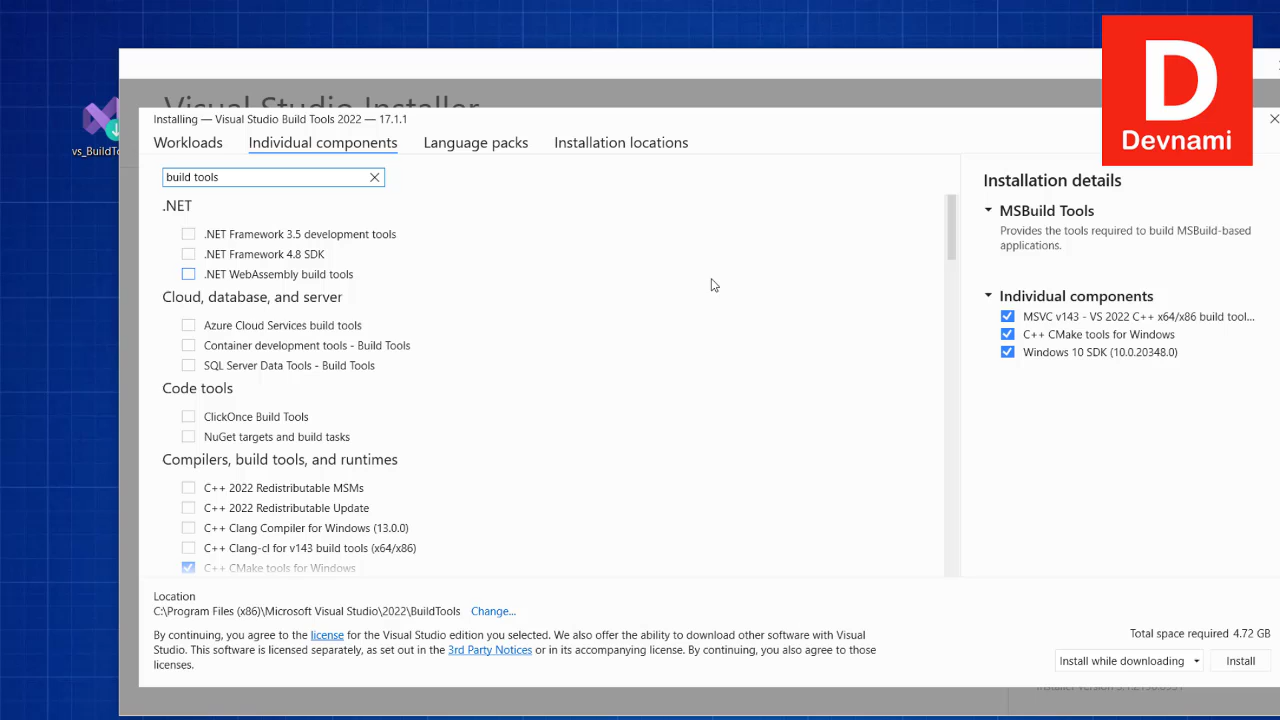 D
Devnami
Visual Studio Installer
vs_BuildTo
Installing — Visual Studio Build Tools 2022 — 17.1.1
Workloads
Individual components
Language packs
Installation locations
build tools
.NET
.NET Framework 3.5 development tools
.NET Framework 4.8 SDK
.NET WebAssembly build tools
Cloud, database, and server
Azure Cloud Services build tools
Container development tools - Build Tools
SQL Server Data Tools - Build Tools
Code tools
ClickOnce Build Tools
NuGet targets and build tasks
Compilers, build tools, and runtimes
C++ 2022 Redistributable MSMs
C++ 2022 Redistributable Update
C++ Clang Compiler for Windows (13.0.0)
C++ Clang-cl for v143 build tools (x64/x86)
C++ CMake tools for Windows
Installation details
MSBuild Tools
Provides the tools required to build MSBuild-based
applications.
Individual components
MSVC v143 - VS 2022 C++ x64/x86 build tool...
C++ CMake tools for Windows
Windows 10 SDK (10.0.20348.0)
Location
C:\Program Files (x86)\Microsoft Visual Studio\2022\BuildTools Change...
By continuing, you agree to the license for the Visual Studio edition you selected. We also offer the ability to download other software with Visual
Studio. This software is licensed separately, as set out in the 3rd Party Notices or in its accompanying license. By continuing, you also agree to those
licenses.
Total space required 4.72 GB
Install while downloading
Install